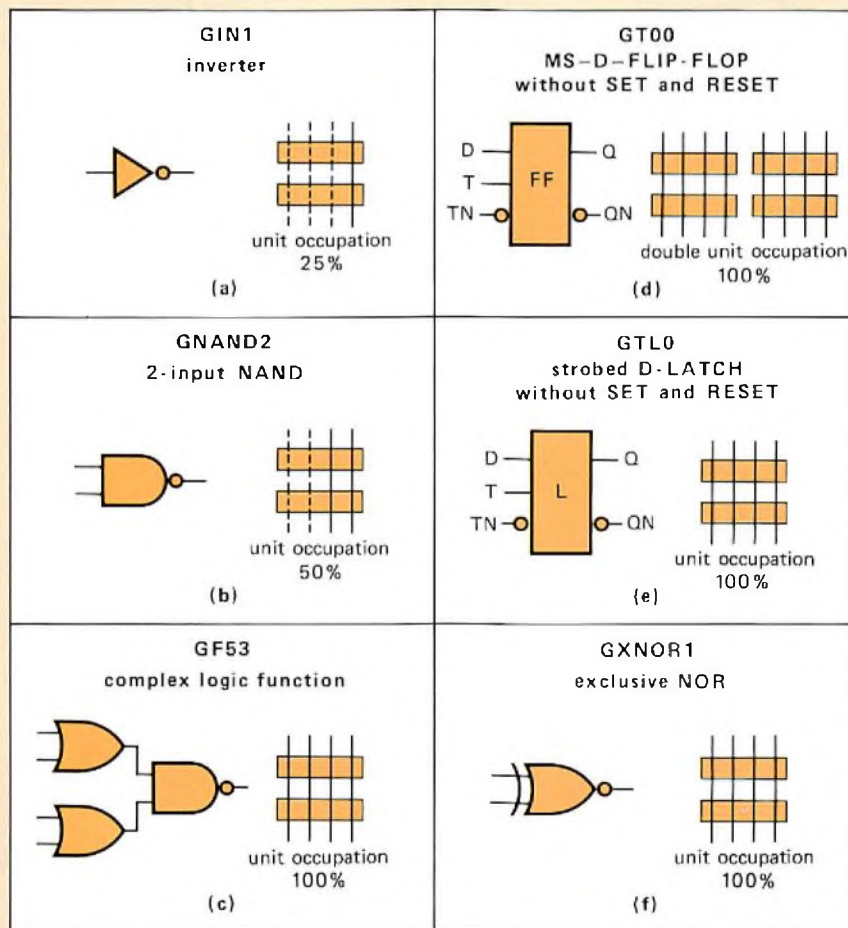 GIN1
inverter
unit occupation
25%
(a)
GT00
MS-D-FLIP-FLOP
without SET and RESET
D
T
TN
FF
Q
QN
double unit occupation
100%
(d)
GNAND2
2-input NAND
unit occupation
50%
(b)
GTL0
strobed D-LATCH
without SET and RESET
D
T
TN
L
Q
QN
unit occupation
100%
(e)
GF53
complex logic function
unit occupation
100%
(c)
GXNOR1
exclusive NOR
unit occupation
100%
(f)